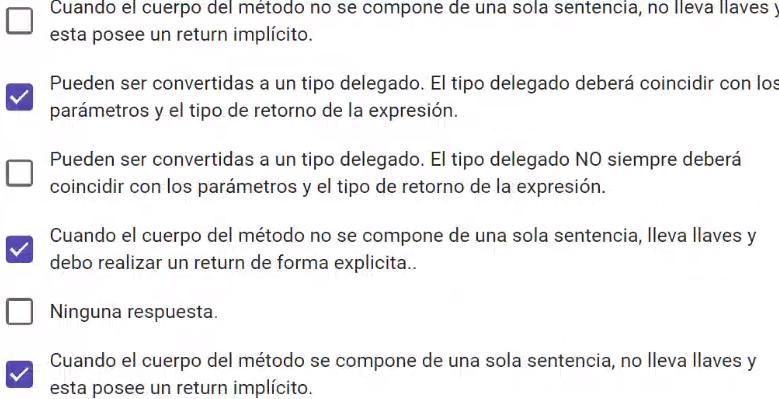 Cuando el cuerpo del método no se compone de una sola sentencia, no lleva llaves y
esta posee un return implícito.
Pueden ser convertidas a un tipo delegado. El tipo delegado deberá coincidir con los
parámetros y el tipo de retorno de la expresión.
Pueden ser convertidas a un tipo delegado. El tipo delegado NO siempre deberá
coincidir con los parámetros y el tipo de retorno de la expresión.
Cuando el cuerpo del método no se compone de una sola sentencia, lleva llaves y
debo realizar un return de forma explicita..
Ninguna respuesta.
Cuando el cuerpo del método se compone de una sola sentencia, no lleva llaves y
esta posee un return implícito.